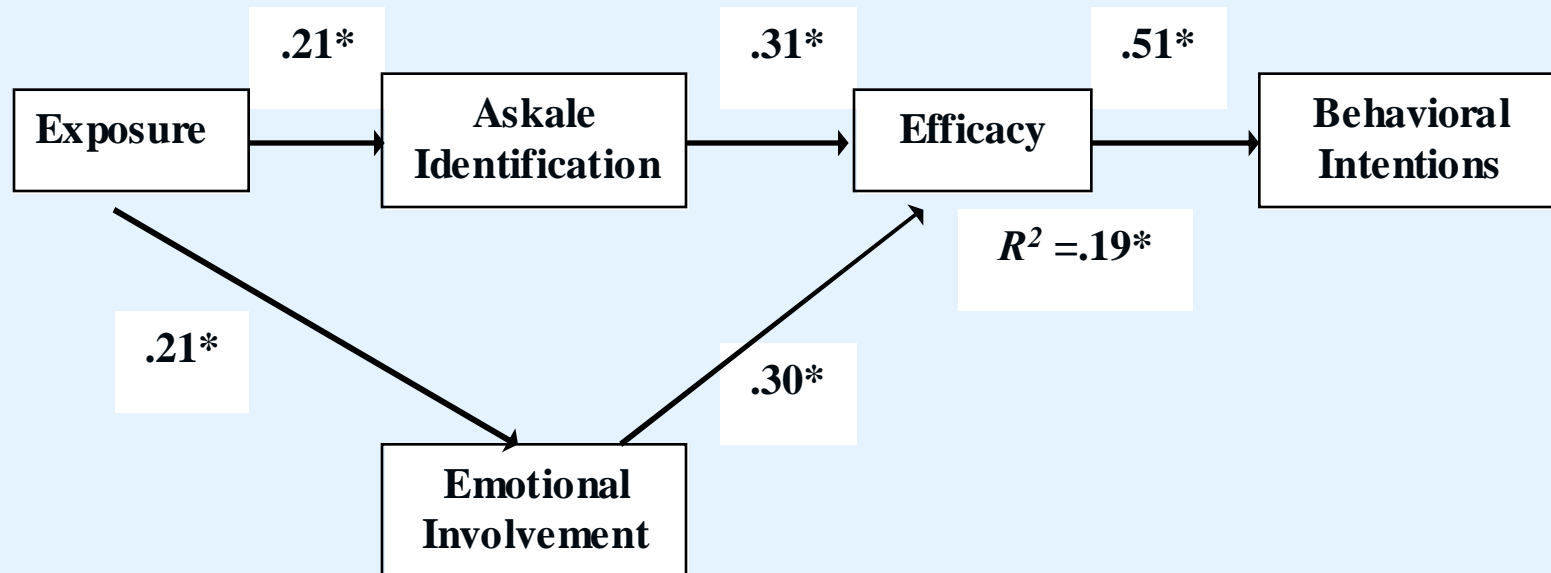 .21*
.31*
.51*
Exposure
Askale
Identification
Efficacy
Behavioral
Intentions
R² =.19*
.21*
.30*
Emotional
Involvement